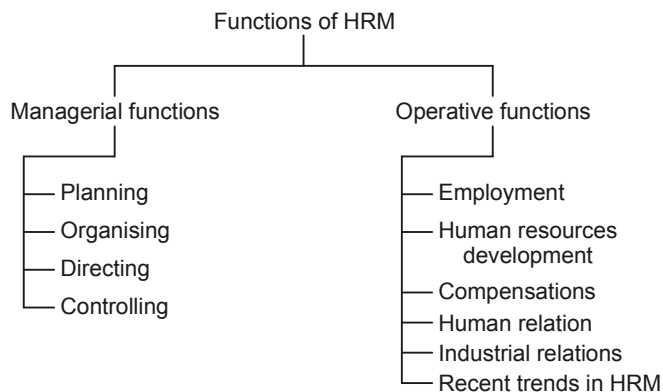 Functions of HRM
Managerial functions
Planning
Organising
Directing
Controlling
Operative functions
Employment
Human resources
development
Compensations
Human relation
Industrial relations
Recent trends in HRM